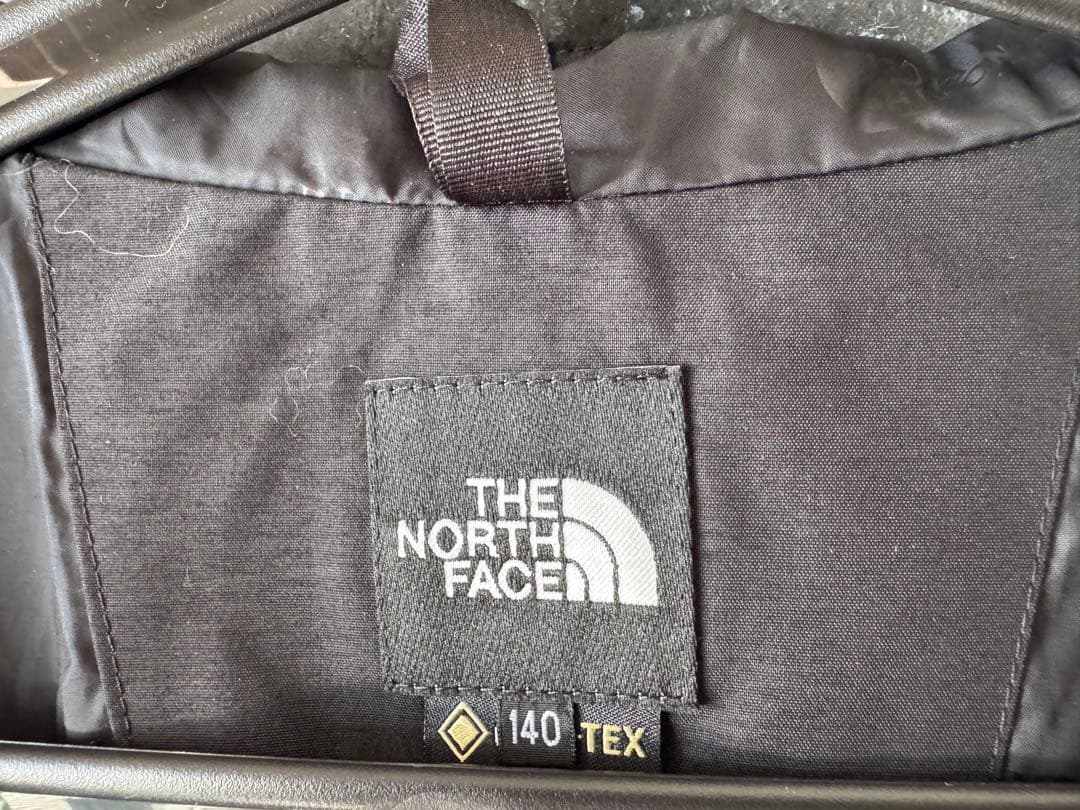 THE
NORTH
FACE
140 -TEX